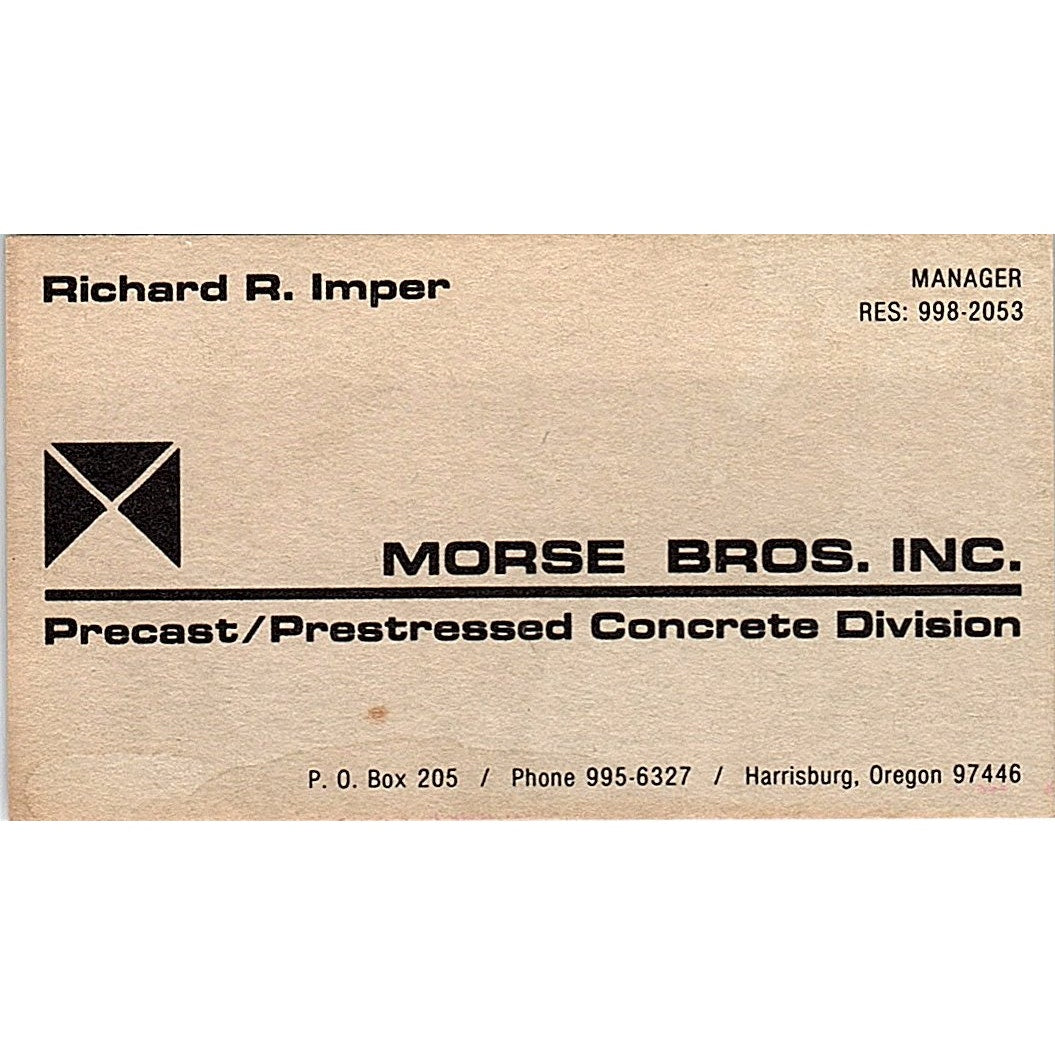 Richard R. Imper
MANAGER
RES: 998-2053
MORSE BROS. INC.
Precast/Prestressed Concrete Division
P. O. Box 205 / Phone 995-6327 / Harrisburg, Oregon 97446